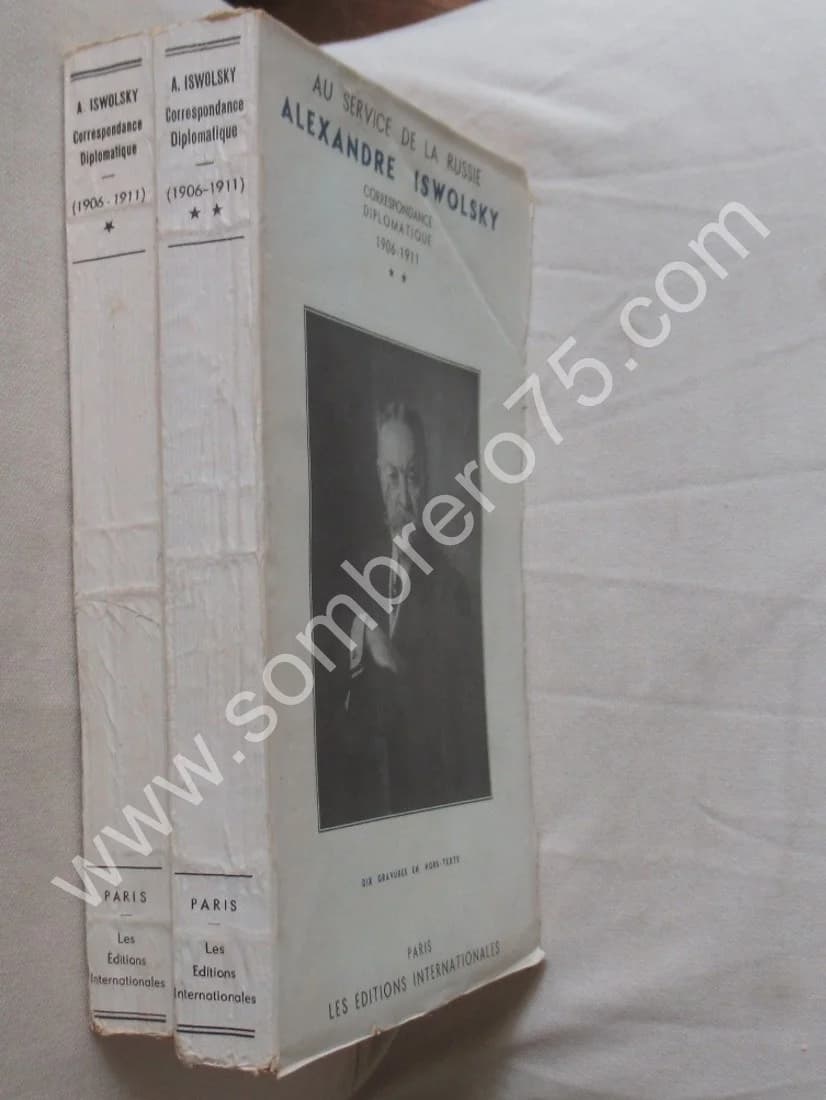 A. ISWOLSKY
Correspondance
Diplomatique
(1906-1911)
★
PARIS
Les
Éditions
Internationales
A. ISWOLSKY
Correspondance
Diplomatique
(1906-1911)
★ ★
PARIS
Les
Editions
Internationales
AU SERVICE DE LA RUSSIE
ALEXANDRE ISWOLSKY
CORRESPONDANCE
DIPLOMATIQUE
1906-1911
★ ★
DIX GRAVURES EN HORS-TEXTE
PARIS
LES EDITIONS INTERNATIONALES
www.sombrero75.com